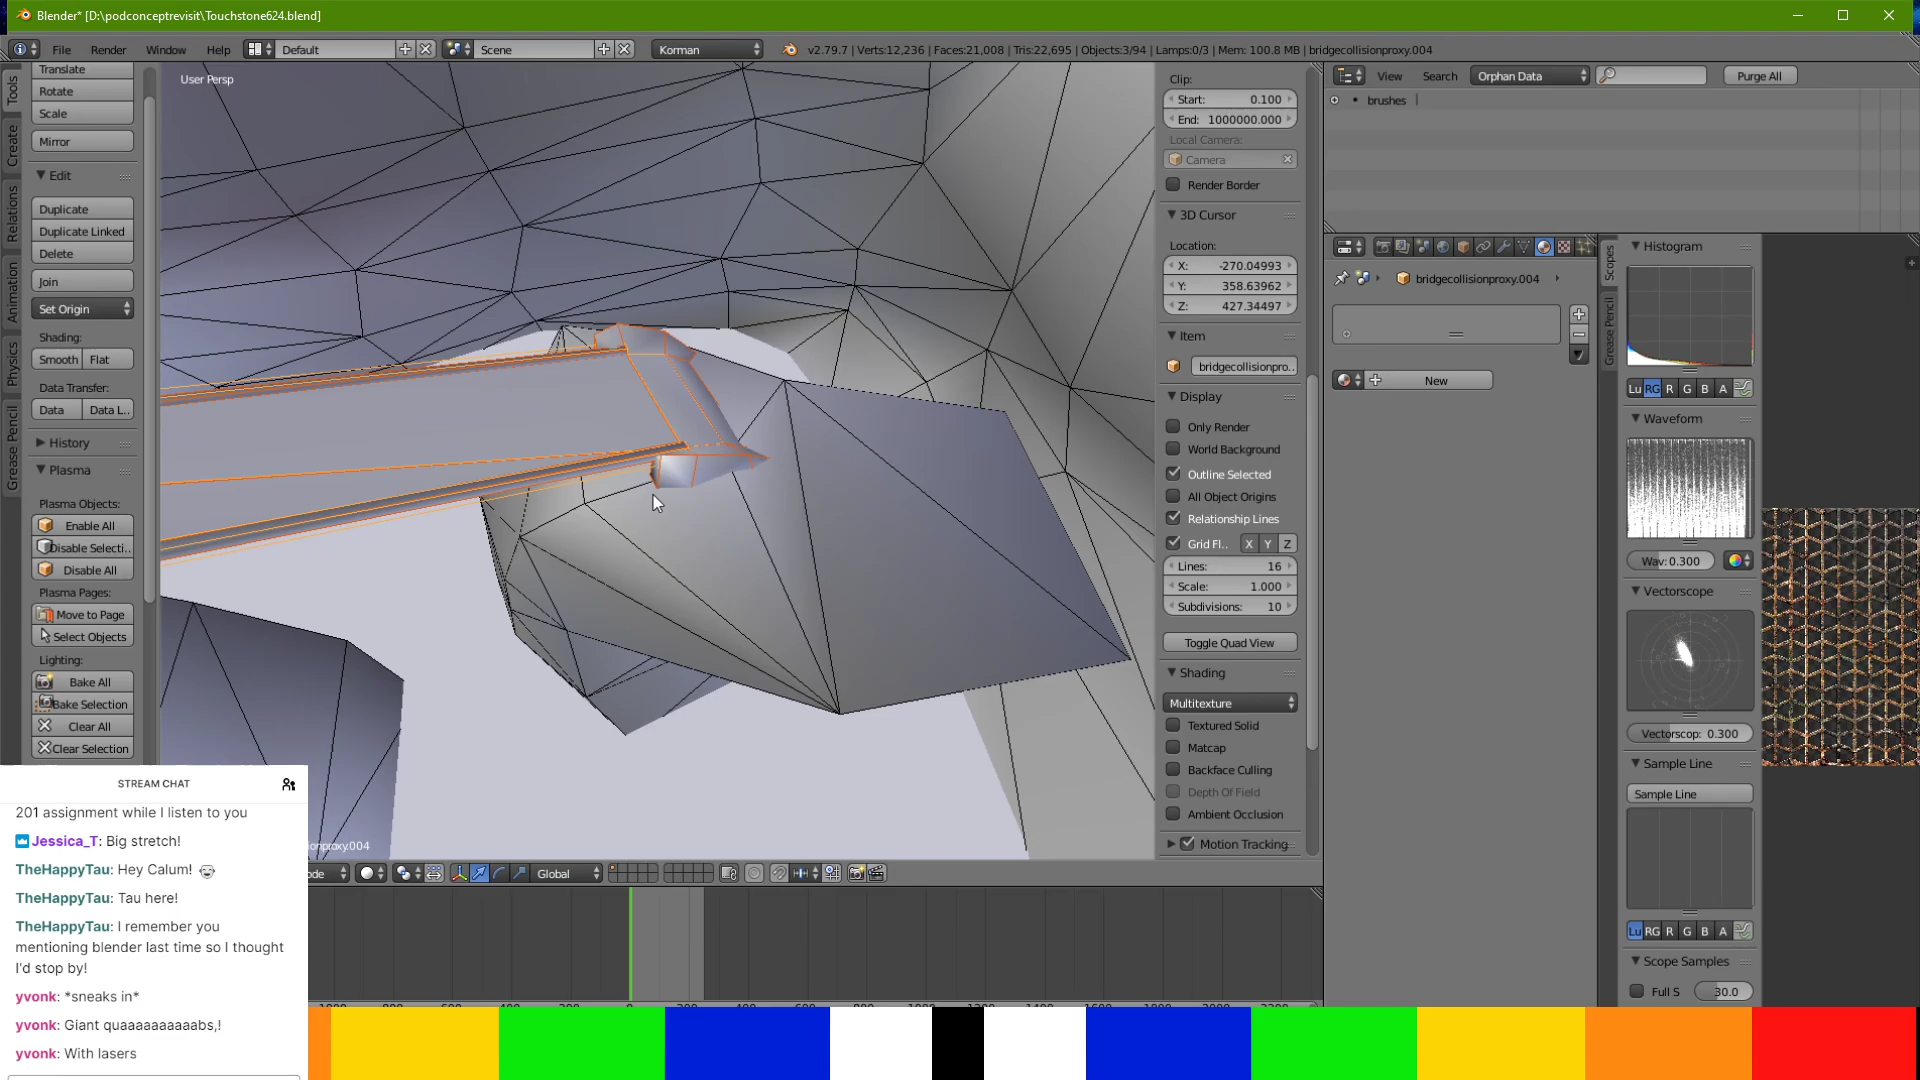 Blender* [D:\podconceptrevisit\Touchstone624.blend]
File Render Window Help Default Scene Korman v2.79.7 | Verts:12,236 | Faces:21,008 | Tris:22,695 | Objects:3/94 | Lamps:0/3 | Mem: 100.8 MB | bridgecollisionproxy.004
Tools
Create
Relations
Animation
Physics
Grease Pencil
Translate
Rotate
Scale
Mirror
Edit
Duplicate
Duplicate Linked
Delete
Join
Set Origin
Shading:
Smooth Flat
Data Transfer:
Data Data L..
History
Plasma
Plasma Objects:
Enable All
Disable Selecti..
Disable All
Plasma Pages:
Move to Page
Select Objects
Lighting:
Bake All
Bake Selection
Clear All
Clear Selection
User Persp
ionproxy.004
ode Global
Clip:
Start: 0.100
End: 1000000.000
Local Camera:
Camera
Render Border
3D Cursor
Location:
X: -270.04993
Y: 358.63962
Z: 427.34497
Item
bridgecollisionpro..
Display
Only Render
World Background
Outline Selected
All Object Origins
Relationship Lines
Grid Fl.. X Y Z
Lines: 16
Scale: 1.000
Subdivisions: 10
Toggle Quad View
Shading
Multitexture
Textured Solid
Matcap
Backface Culling
Depth Of Field
Ambient Occlusion
Motion Tracking
View Search Orphan Data Purge All
brushes
bridgecollisionproxy.004
New
Scopes
Grease Pencil
Histogram
Lu RG R G B A
Waveform
Wav: 0.300
Vectorscope
Vectorscop: 0.300
Sample Line
Sample Line
Lu RG R G B A
Scope Samples
Full S 30.0
STREAM CHAT
201 assignment while I listen to you
Jessica_T: Big stretch!
TheHappyTau: Hey Calum!
TheHappyTau: Tau here!
TheHappyTau: I remember you
mentioning blender last time so I thought
I'd stop by!
yvonk: *sneaks in*
yvonk: Giant quaaaaaaaaaabs,!
yvonk: With lasers